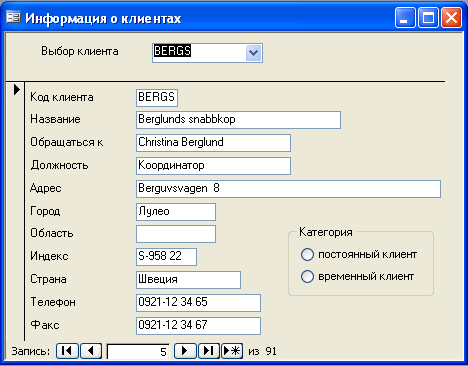 Информация о клиентах
Выбор клиента BERGS
Код клиента BERGS
Название Berglunds snabbkop
Обращаться к Christina Berglund
Должность Координатор
Адрес Berguvsvagen 8
Город Лулео
Область
Индекс S-958 22
Страна Швеция
Телефон 0921-12 34 65
Факс 0921-12 34 67
Категория
постоянный клиент
временный клиент
Запись: 5 из 91